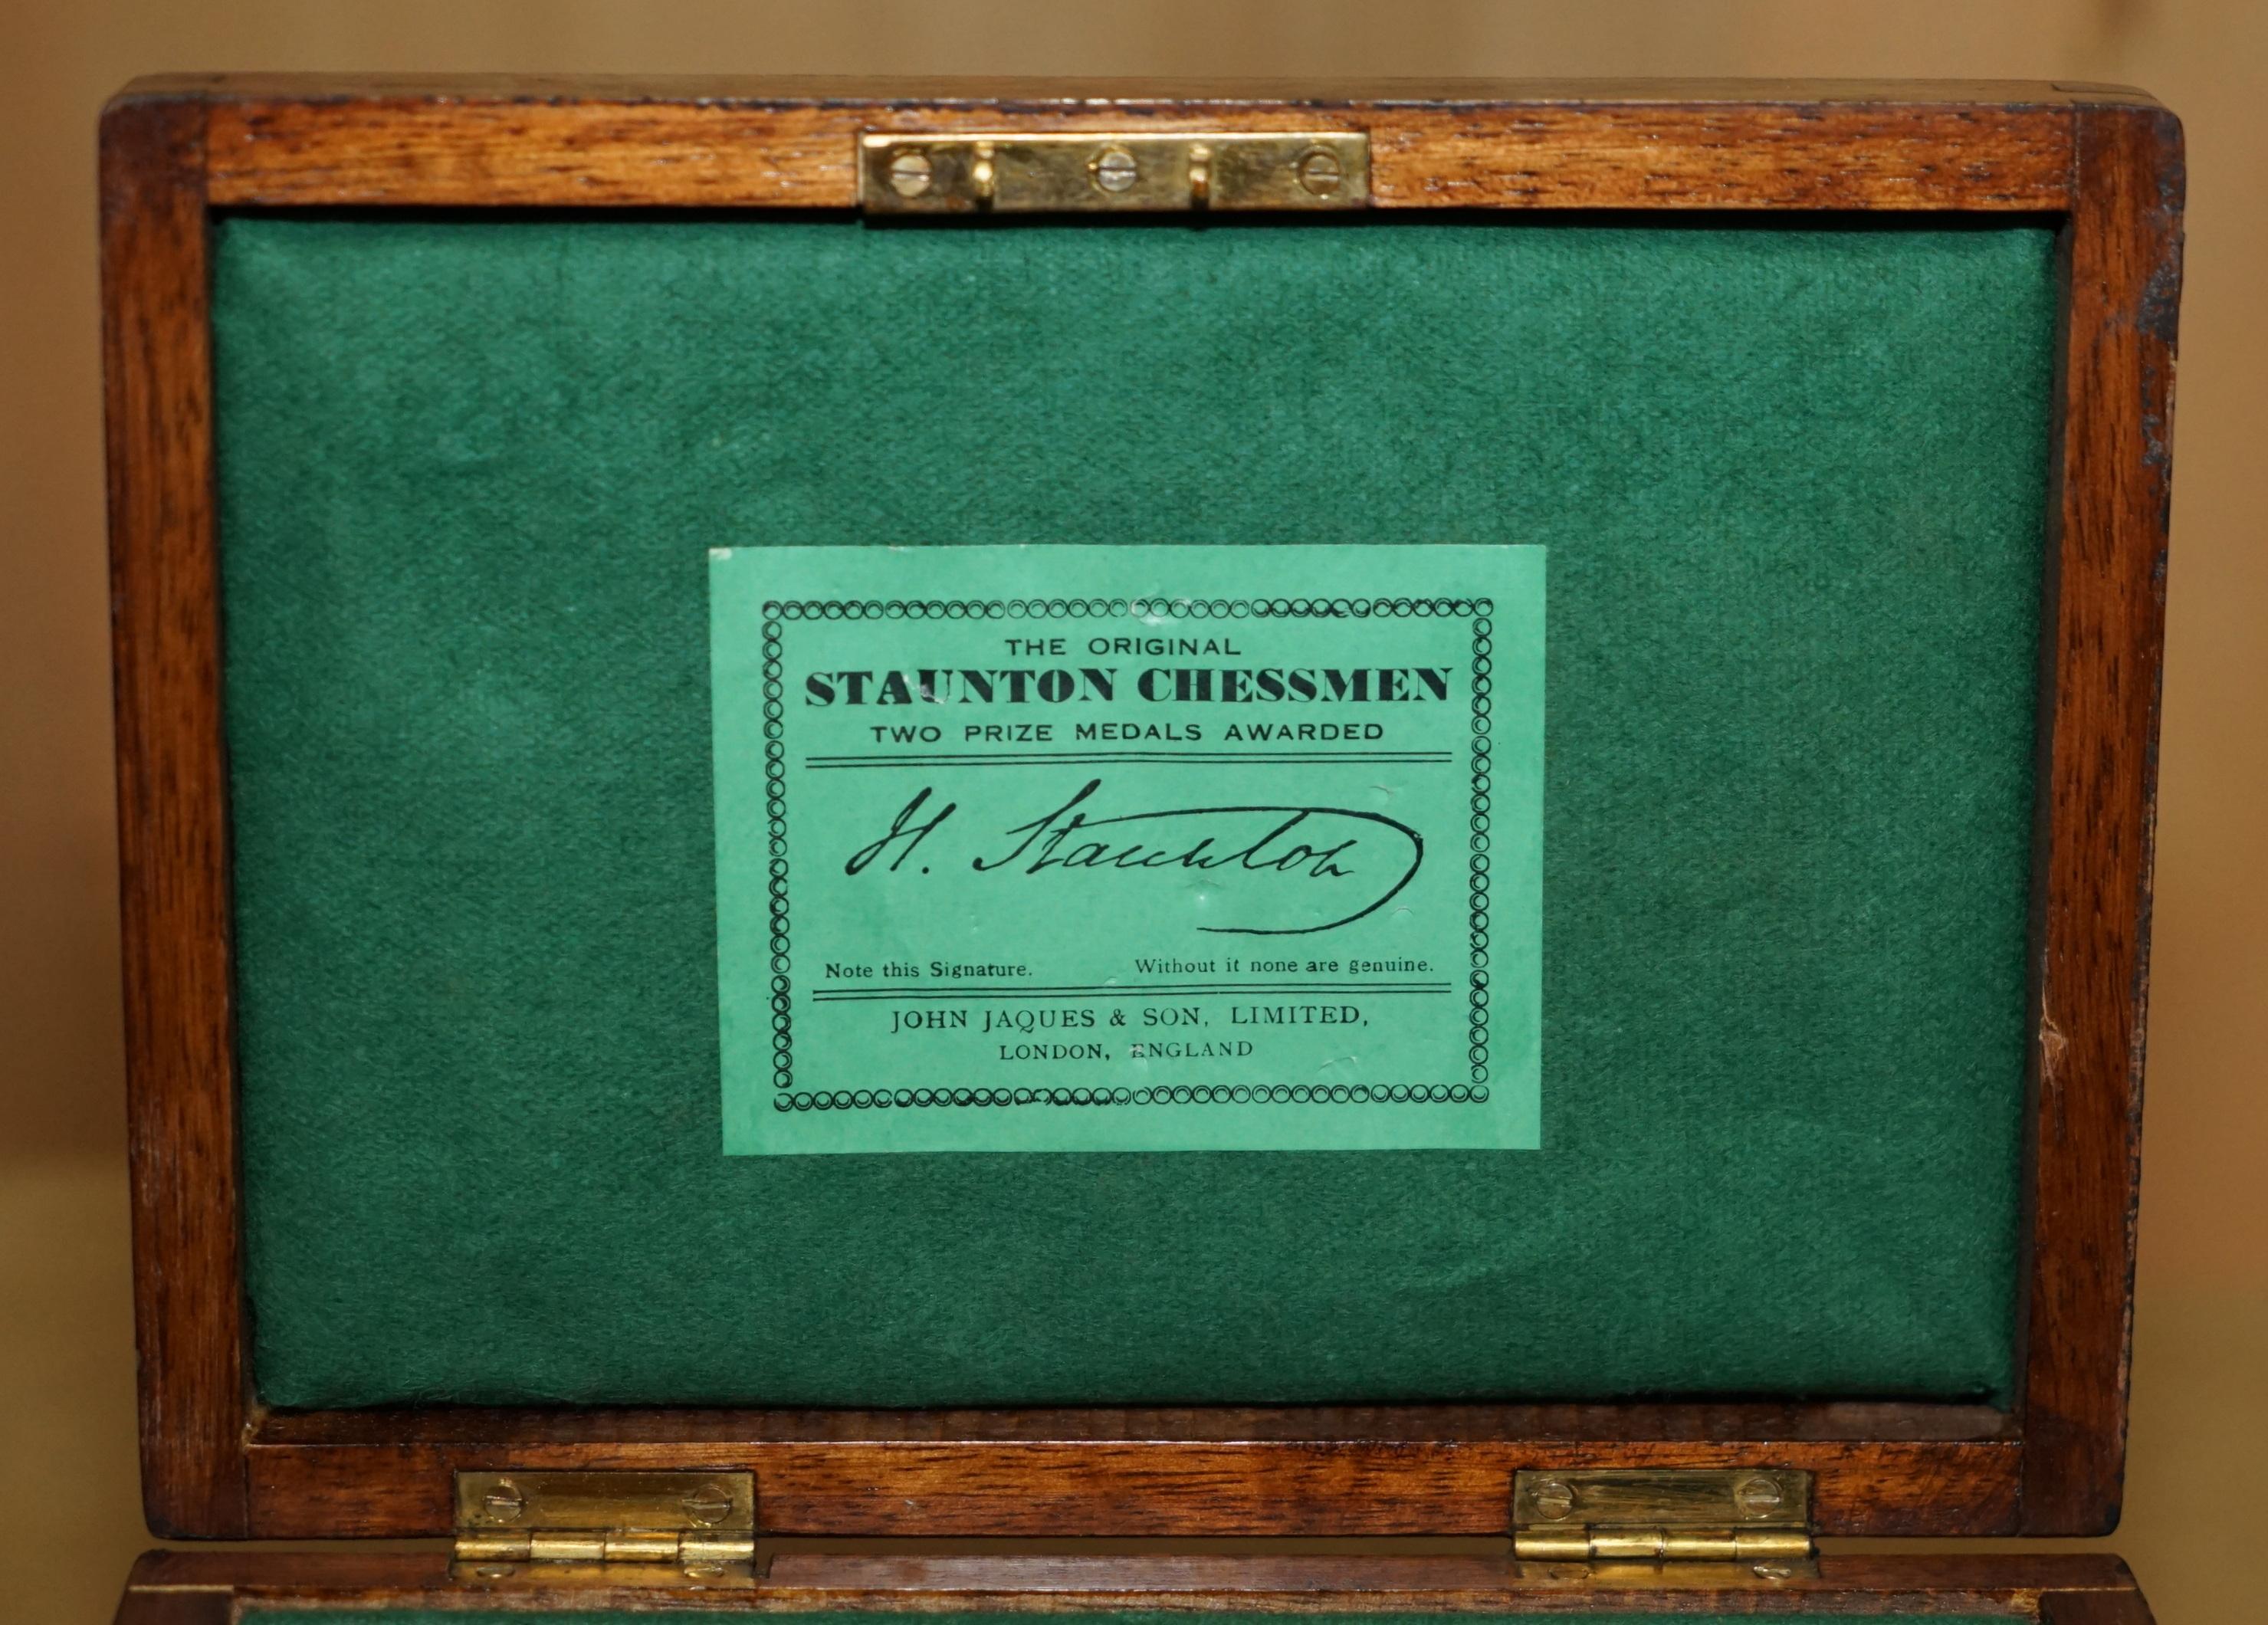 THE ORIGINAL
STAUNTON CHESSMEN
TWO PRIZE MEDALS AWARDED
H. Staunton
Note this Signature. Without it none are genuine.
JOHN JAQUES & SON, LIMITED,
LONDON, ENGLAND